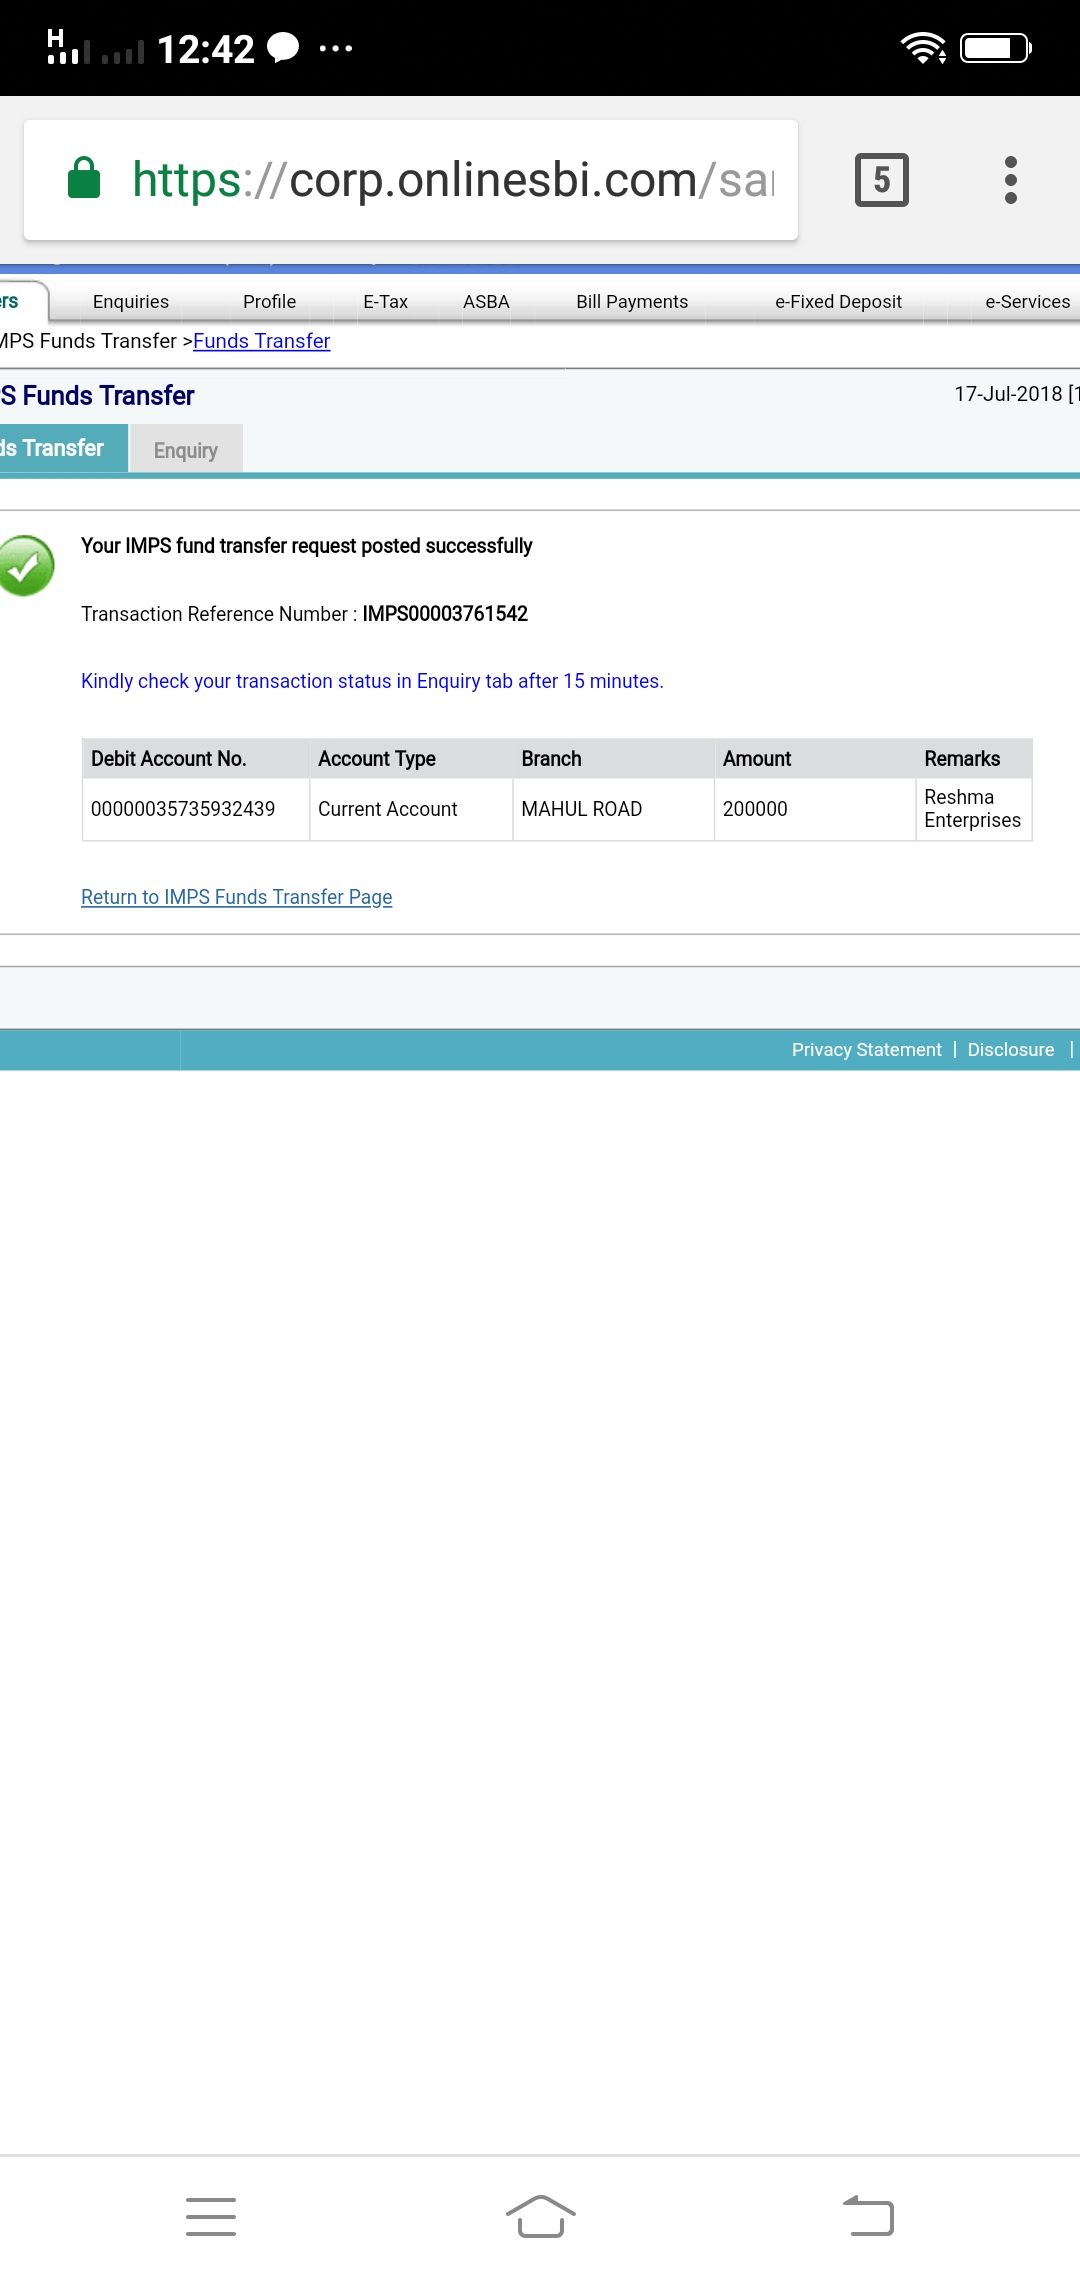 H 12:42
https://corp.onlinesbi.com/sa
5
ers Enquiries Profile E-Tax ASBA Bill Payments e-Fixed Deposit e-Services
MPS Funds Transfer >Funds Transfer
PS Funds Transfer 17-Jul-2018 [1
ds Transfer Enquiry
Your IMPS fund transfer request posted successfully
Transaction Reference Number : IMPS00003761542
Kindly check your transaction status in Enquiry tab after 15 minutes.
Debit Account No. Account Type Branch Amount Remarks
00000035735932439 Current Account MAHUL ROAD 200000 Reshma
Enterprises
Return to IMPS Funds Transfer Page
Privacy Statement | Disclosure |